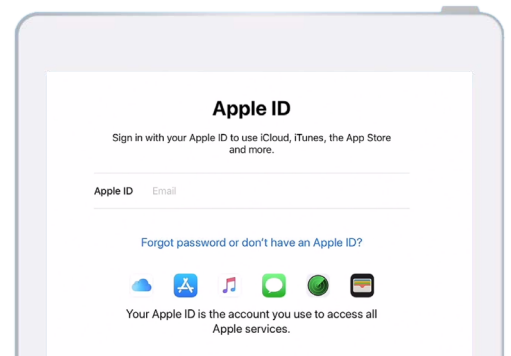 Apple ID
Sign in with your Apple ID to use iCloud, iTunes, the App Store
and more.
Apple ID Email
Forgot password or don't have an Apple ID?
Your Apple ID is the account you use to access all
Apple services.